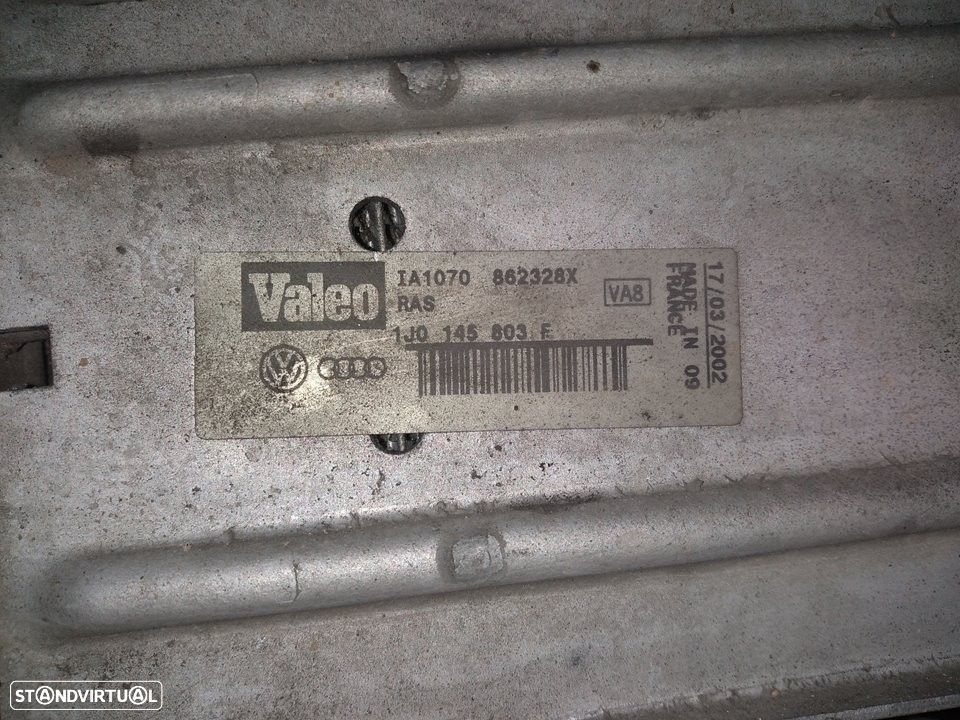 Valeo
IA1070 862328X
RAS
VA8
1J0 145 803 F
17/03/2002
MADE IN 09
FRANCE
STANDVIRTUAL